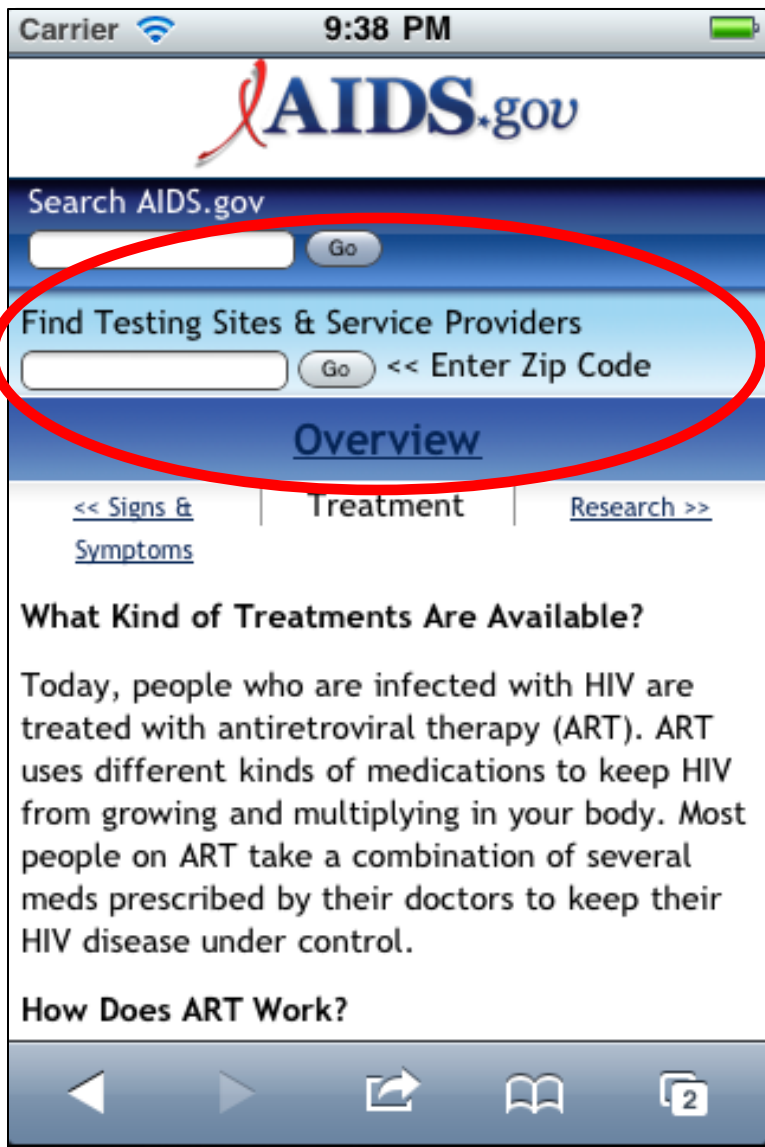 Carrier 9:38 PM
AIDS.gov
Search AIDS.gov
Go
Find Testing Sites & Service Providers
Go << Enter Zip Code
Overview
<< Signs & Symptoms
Treatment
Research >>
What Kind of Treatments Are Available?
Today, people who are infected with HIV are
treated with antiretroviral therapy (ART). ART
uses different kinds of medications to keep HIV
from growing and multiplying in your body. Most
people on ART take a combination of several
meds prescribed by their doctors to keep their
HIV disease under control.
How Does ART Work?
2